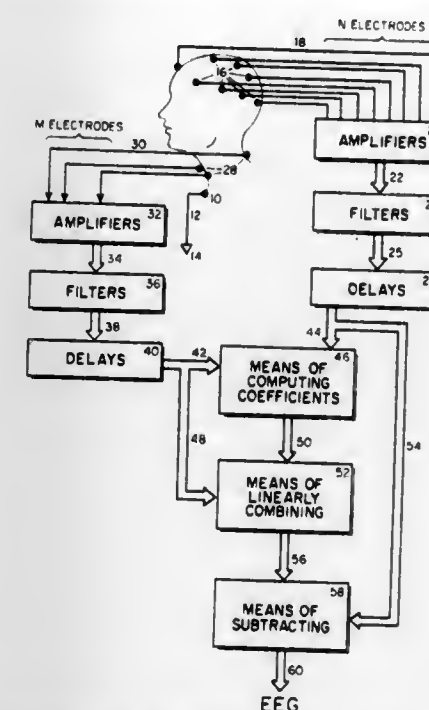 N ELECTRODES
18
16
M ELECTRODES
30
28
10
12
14
AMPLIFIERS
22
FILTERS
25
DELAYS
AMPLIFIERS 32
34
FILTERS 36
38
DELAYS 40
42
44
46
MEANS OF
COMPUTING
COEFFICIENTS
48
50
54
52
MEANS OF
LINEARLY
COMBINING
56
58
MEANS OF
SUBTRACTING
60
EEG